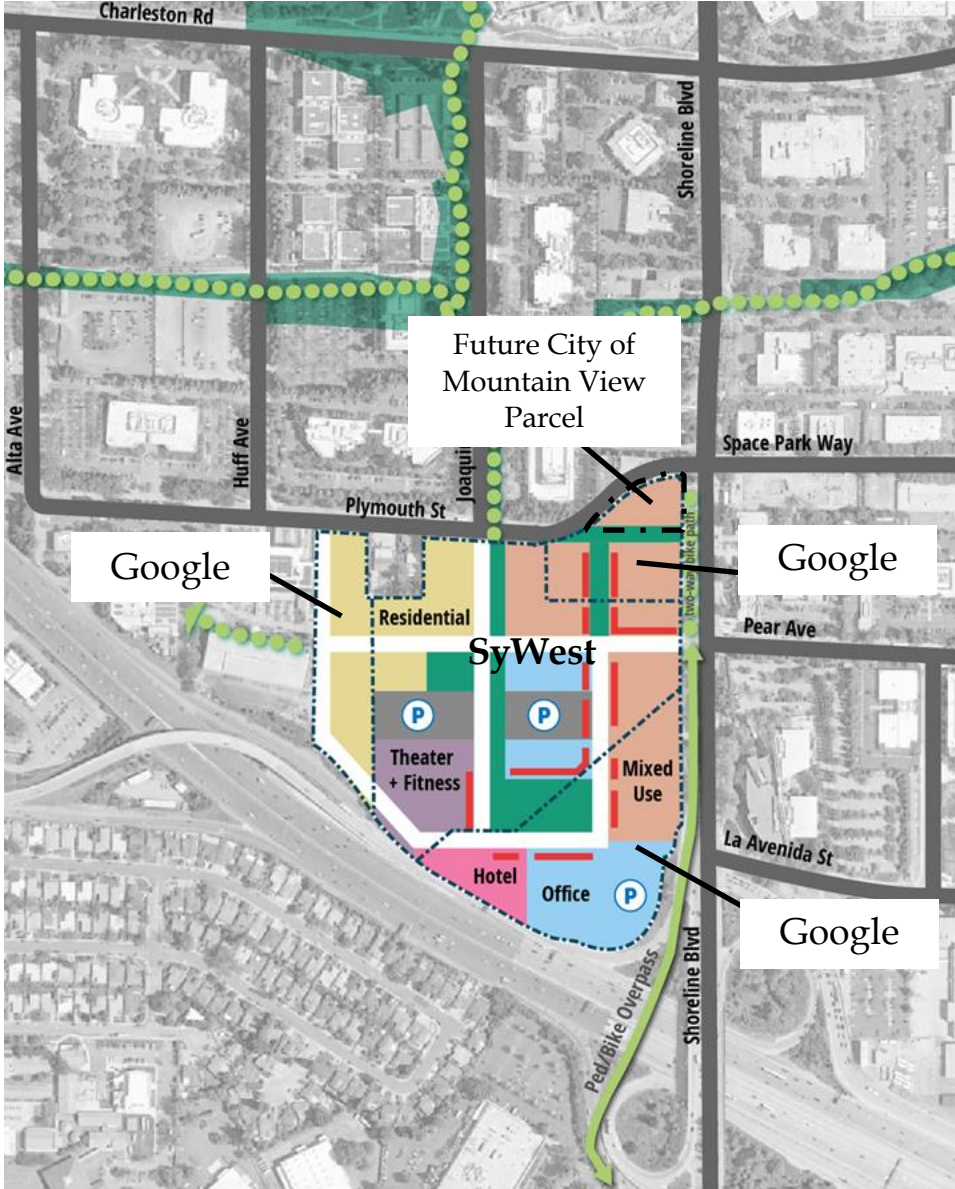 Charleston Rd
Shoreline Blvd
Future City of
Mountain View
Parcel
Alta Ave
Huff Ave
Joaquin
Space Park Way
Plymouth St
Google
Google
two-way bike path
Residential
Pear Ave
SyWest
P
P
Theater
+ Fitness
Mixed
Use
La Avenida St
Hotel
Office
P
Google
Ped/Bike Overpass
Shoreline Blvd